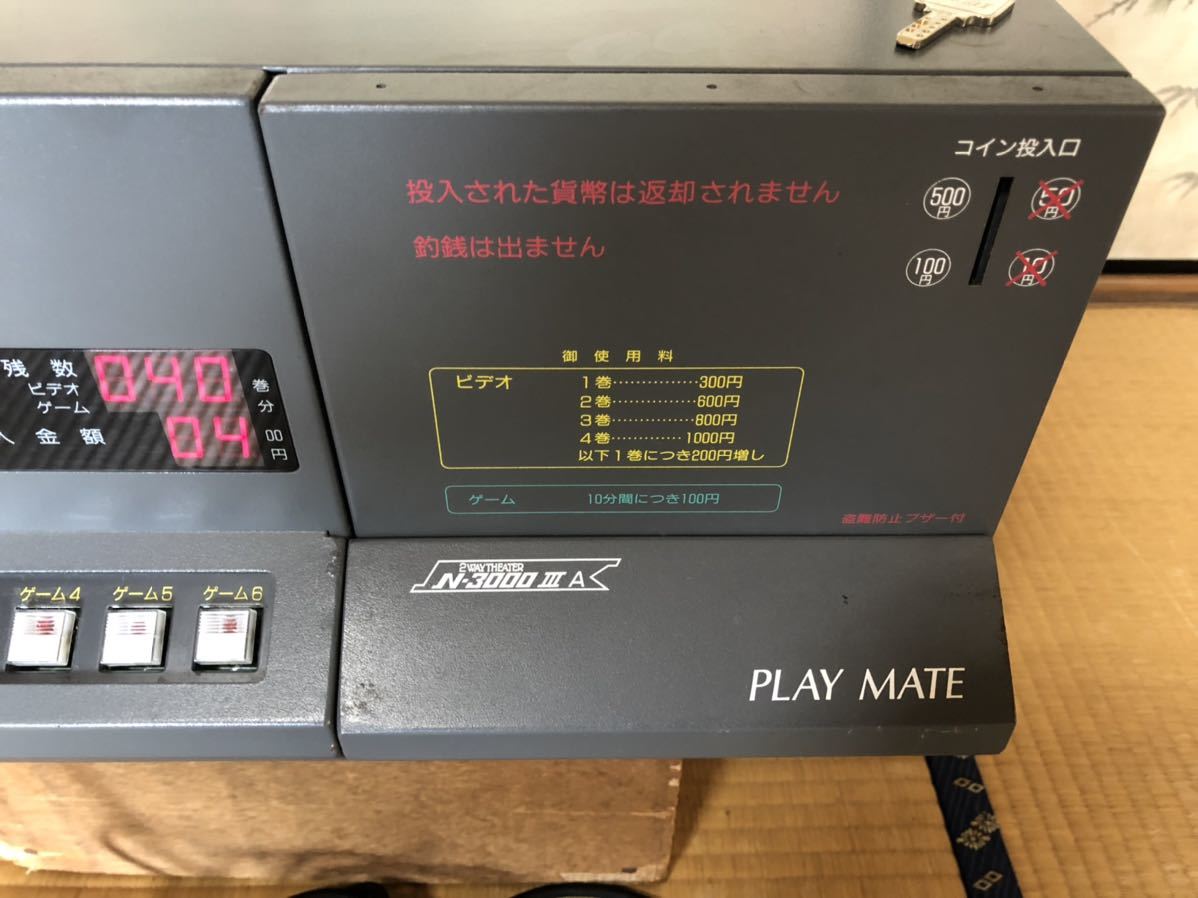 コイン投入口
500円
50円
100円
10円
投入された貨幣は返却されません
釣銭は出ません
残数
ビデオ
ゲーム
040
巻
分
入金額
04
00円
御使用料
ビデオ 1巻……………300円
2巻……………600円
3巻……………800円
4巻…………1000円
以下1巻につき200円増し
ゲーム 10分間につき100円
盗難防止ブザー付
ゲーム4
ゲーム5
ゲーム6
2WAY THEATER
N-3000 III A
PLAY MATE